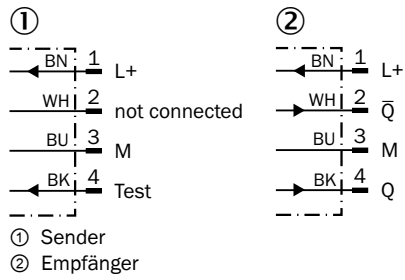 ① ②
BN 1 L+
WH 2 not connected
BU 3 M
BK 4 Test
BN 1 L+
WH 2 Q̅
BU 3 M
BK 4 Q
① Sender
② Empfänger